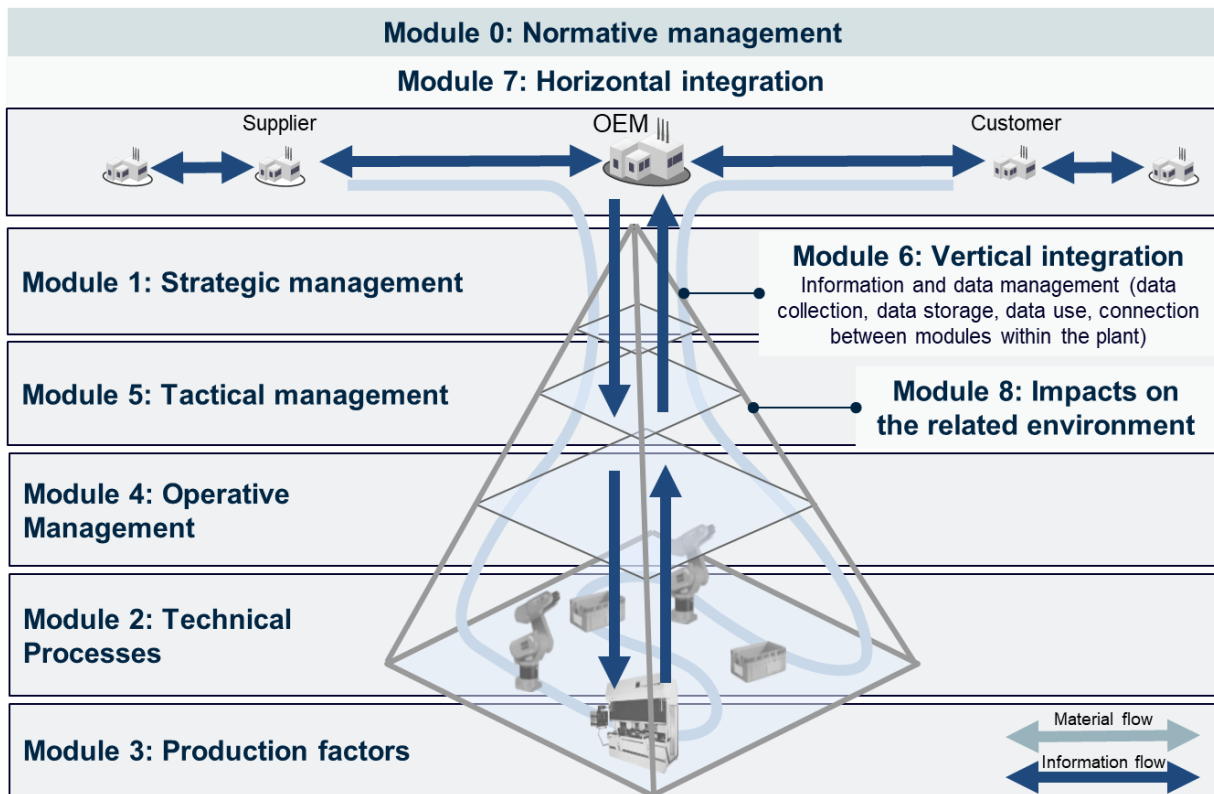 Module 0: Normative management
Module 7: Horizontal integration
Supplier
OEM
Customer
Module 1: Strategic management
Module 6: Vertical integration
Information and data management (data
collection, data storage, data use, connection
between modules within the plant)
Module 5: Tactical management
Module 8: Impacts on
the related environment
Module 4: Operative
Management
Module 2: Technical
Processes
Module 3: Production factors
Material flow
Information flow